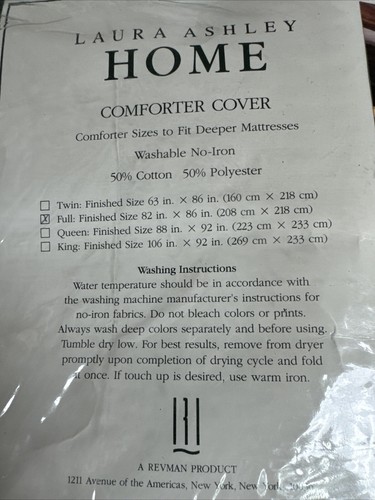 LAURA ASHLEY
HOME
COMFORTER COVER
Comforter Sizes to Fit Deeper Mattresses
Washable No-Iron
50% Cotton 50% Polyester
☐ Twin: Finished Size 63 in. × 86 in. (160 cm × 218 cm)
☒ Full: Finished Size 82 in. × 86 in. (208 cm × 218 cm)
☐ Queen: Finished Size 88 in. × 92 in. (223 cm × 233 cm)
☐ King: Finished Size 106 in. × 92 in. (269 cm × 233 cm)
Washing Instructions
Water temperature should be in accordance with
the washing machine manufacturer's instructions for
no-iron fabrics. Do not bleach colors or prints.
Always wash deep colors separately and before using.
Tumble dry low. For best results, remove from dryer
promptly upon completion of drying cycle and fold
at once. If touch up is desired, use warm iron.
A REVMAN PRODUCT
1211 Avenue of the Americas, New York, New York